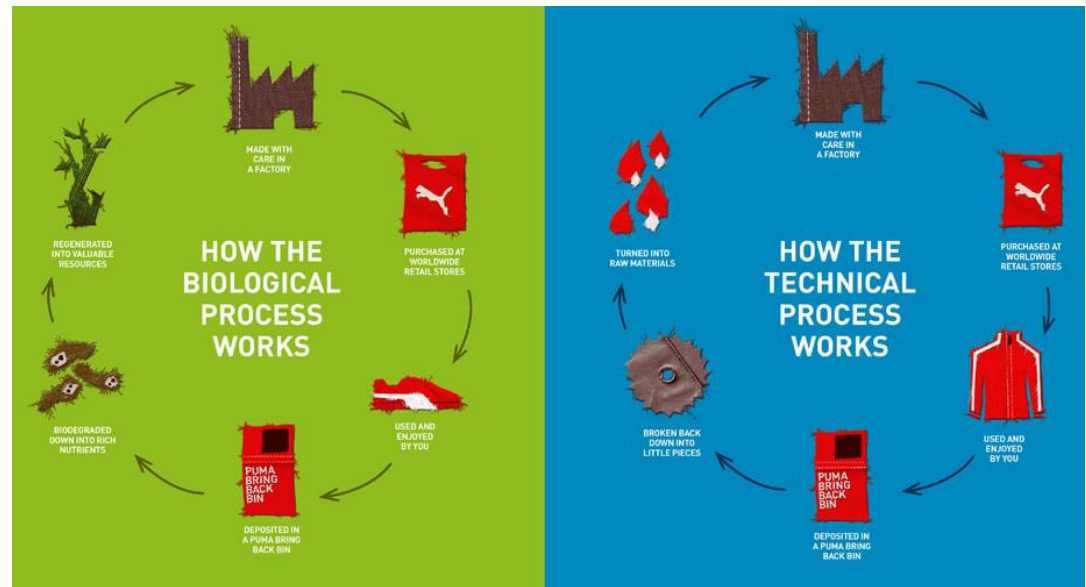 HOW THE
BIOLOGICAL
PROCESS
WORKS
MADE WITH
CARE IN
A FACTORY
PURCHASED AT
WORLDWIDE
RETAIL STORES
USED AND
ENJOYED
BY YOU
PUMA
BRING
BACK
BIN
DEPOSITED IN
A PUMA BRING
BACK BIN
BIODEGRADED
DOWN INTO RICH
NUTRIENTS
REGENERATED
INTO VALUABLE
RESOURCES
HOW THE
TECHNICAL
PROCESS
WORKS
MADE WITH
CARE IN
A FACTORY
PURCHASED AT
WORLDWIDE
RETAIL STORES
USED AND
ENJOYED
BY YOU
PUMA
BRING
BACK
BIN
DEPOSITED IN
A PUMA BRING
BACK BIN
BROKEN BACK
DOWN INTO
LITTLE PIECES
TURNED INTO
RAW MATERIALS